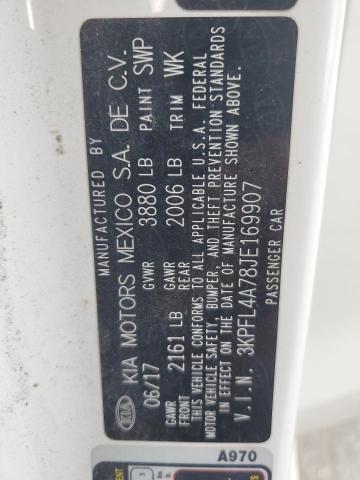 MANUFACTURED BY
KIA KIA MOTORS MEXICO S.A. DE C.V.
06/17 GVWR 3880 LB PAINT SWP
GAWR FRONT 2161 LB GAWR REAR 2006 LB TRIM WK
THIS VEHICLE CONFORMS TO ALL APPLICABLE U.S.A. FEDERAL
MOTOR VEHICLE SAFETY, BUMPER, AND THEFT PREVENTION STANDARDS
IN EFFECT ON THE DATE OF MANUFACTURE SHOWN ABOVE.
V.I.N. 3KPFL4A78JE169907
PASSENGER CAR
A970